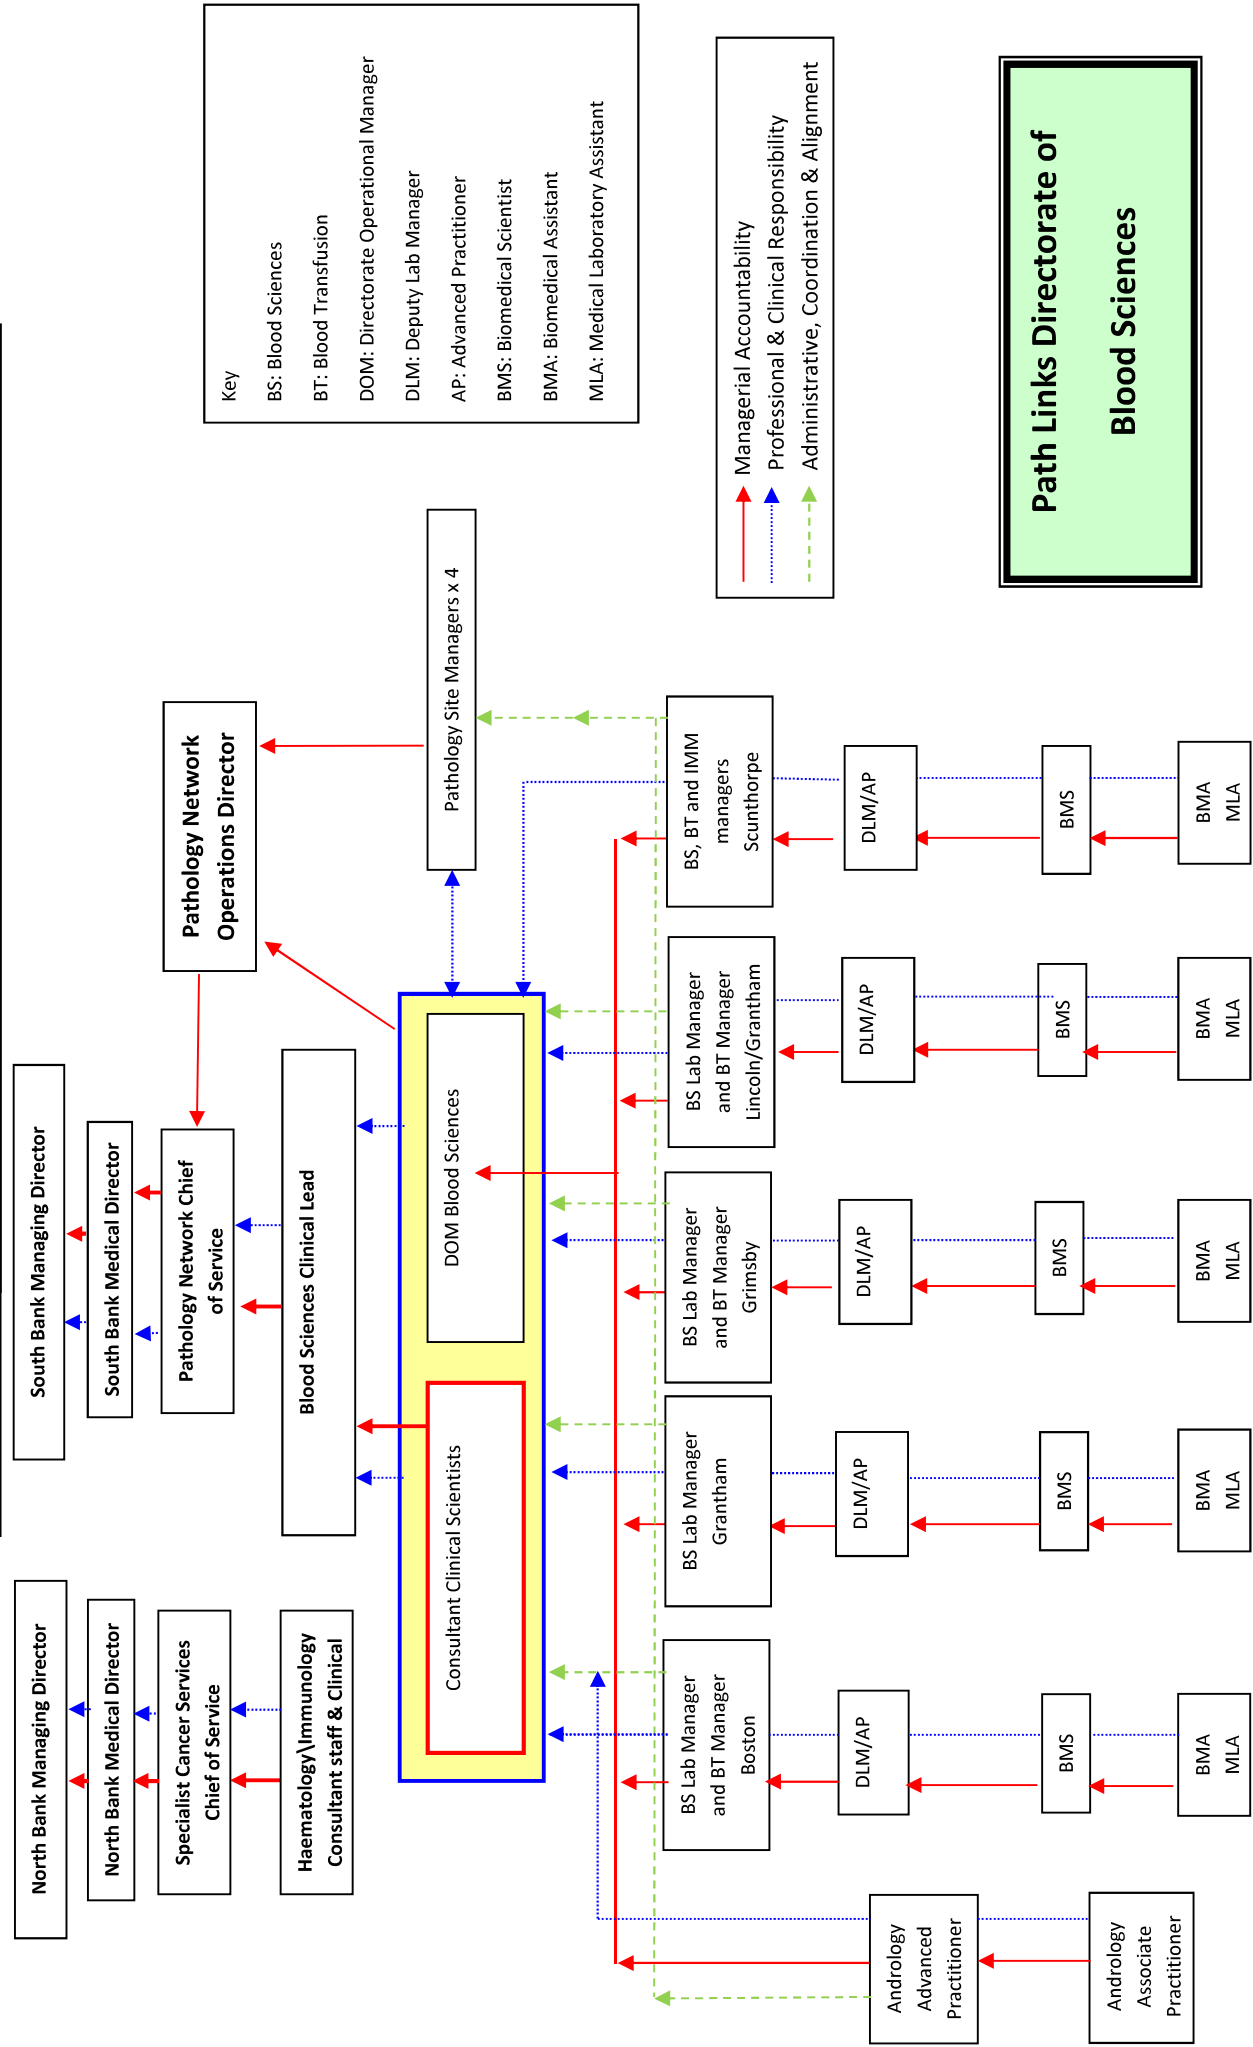 North Bank Managing Director
South Bank Managing Director
North Bank Medical Director
South Bank Medical Director
Specialist Cancer Services
Chief of Service
Pathology Network Chief
of Service
Pathology Network
Operations Director
Haematology\Immunology
Consultant staff & Clinical
Blood Sciences Clinical Lead
Consultant Clinical Scientists
DOM Blood Sciences
Pathology Site Managers x 4
Key
BS: Blood Sciences
BT: Blood Transfusion
DOM: Directorate Operational Manager
DLM: Deputy Lab Manager
AP: Advanced Practitioner
BMS: Biomedical Scientist
BMA: Biomedical Assistant
MLA: Medical Laboratory Assistant
BS Lab Manager
and BT Manager
Boston
BS Lab Manager
Grantham
BS Lab Manager
and BT Manager
Grimsby
BS Lab Manager
and BT Manager
Lincoln/Grantham
BS, BT and IMM
managers
Scunthorpe
Managerial Accountability
Professional & Clinical Responsibility
Administrative, Coordination & Alignment
Andrology
Advanced
Practitioner
DLM/AP
DLM/AP
DLM/AP
DLM/AP
DLM/AP
BMS
BMS
BMS
BMS
BMS
Andrology
Associate
Practitioner
BMA
MLA
BMA
MLA
BMA
MLA
BMA
MLA
BMA
MLA
Path Links Directorate of
Blood Sciences